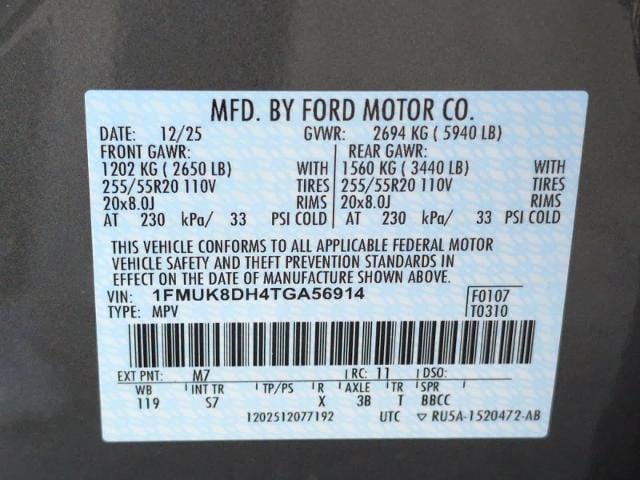 MFD. BY FORD MOTOR CO.
DATE: 12/25 GVWR: 2694 KG ( 5940 LB)
FRONT GAWR: REAR GAWR:
1202 KG ( 2650 LB) WITH 1560 KG ( 3440 LB) WITH
255/55R20 110V TIRES 255/55R20 110V TIRES
20x8.0J RIMS 20x8.0J RIMS
AT 230 kPa/ 33 PSI COLD AT 230 kPa/ 33 PSI COLD
THIS VEHICLE CONFORMS TO ALL APPLICABLE FEDERAL MOTOR
VEHICLE SAFETY AND THEFT PREVENTION STANDARDS IN
EFFECT ON THE DATE OF MANUFACTURE SHOWN ABOVE.
VIN: 1FMUK8DH4TGA56914 F0107
TYPE: MPV T0310
EXT PNT: M7 RC: 11 DSO:
WB INT TR TP/PS R AXLE TR SPR
119 S7 X 3B T BBCC
1202512077192 UTC ▽ RU5A-1520472-AB